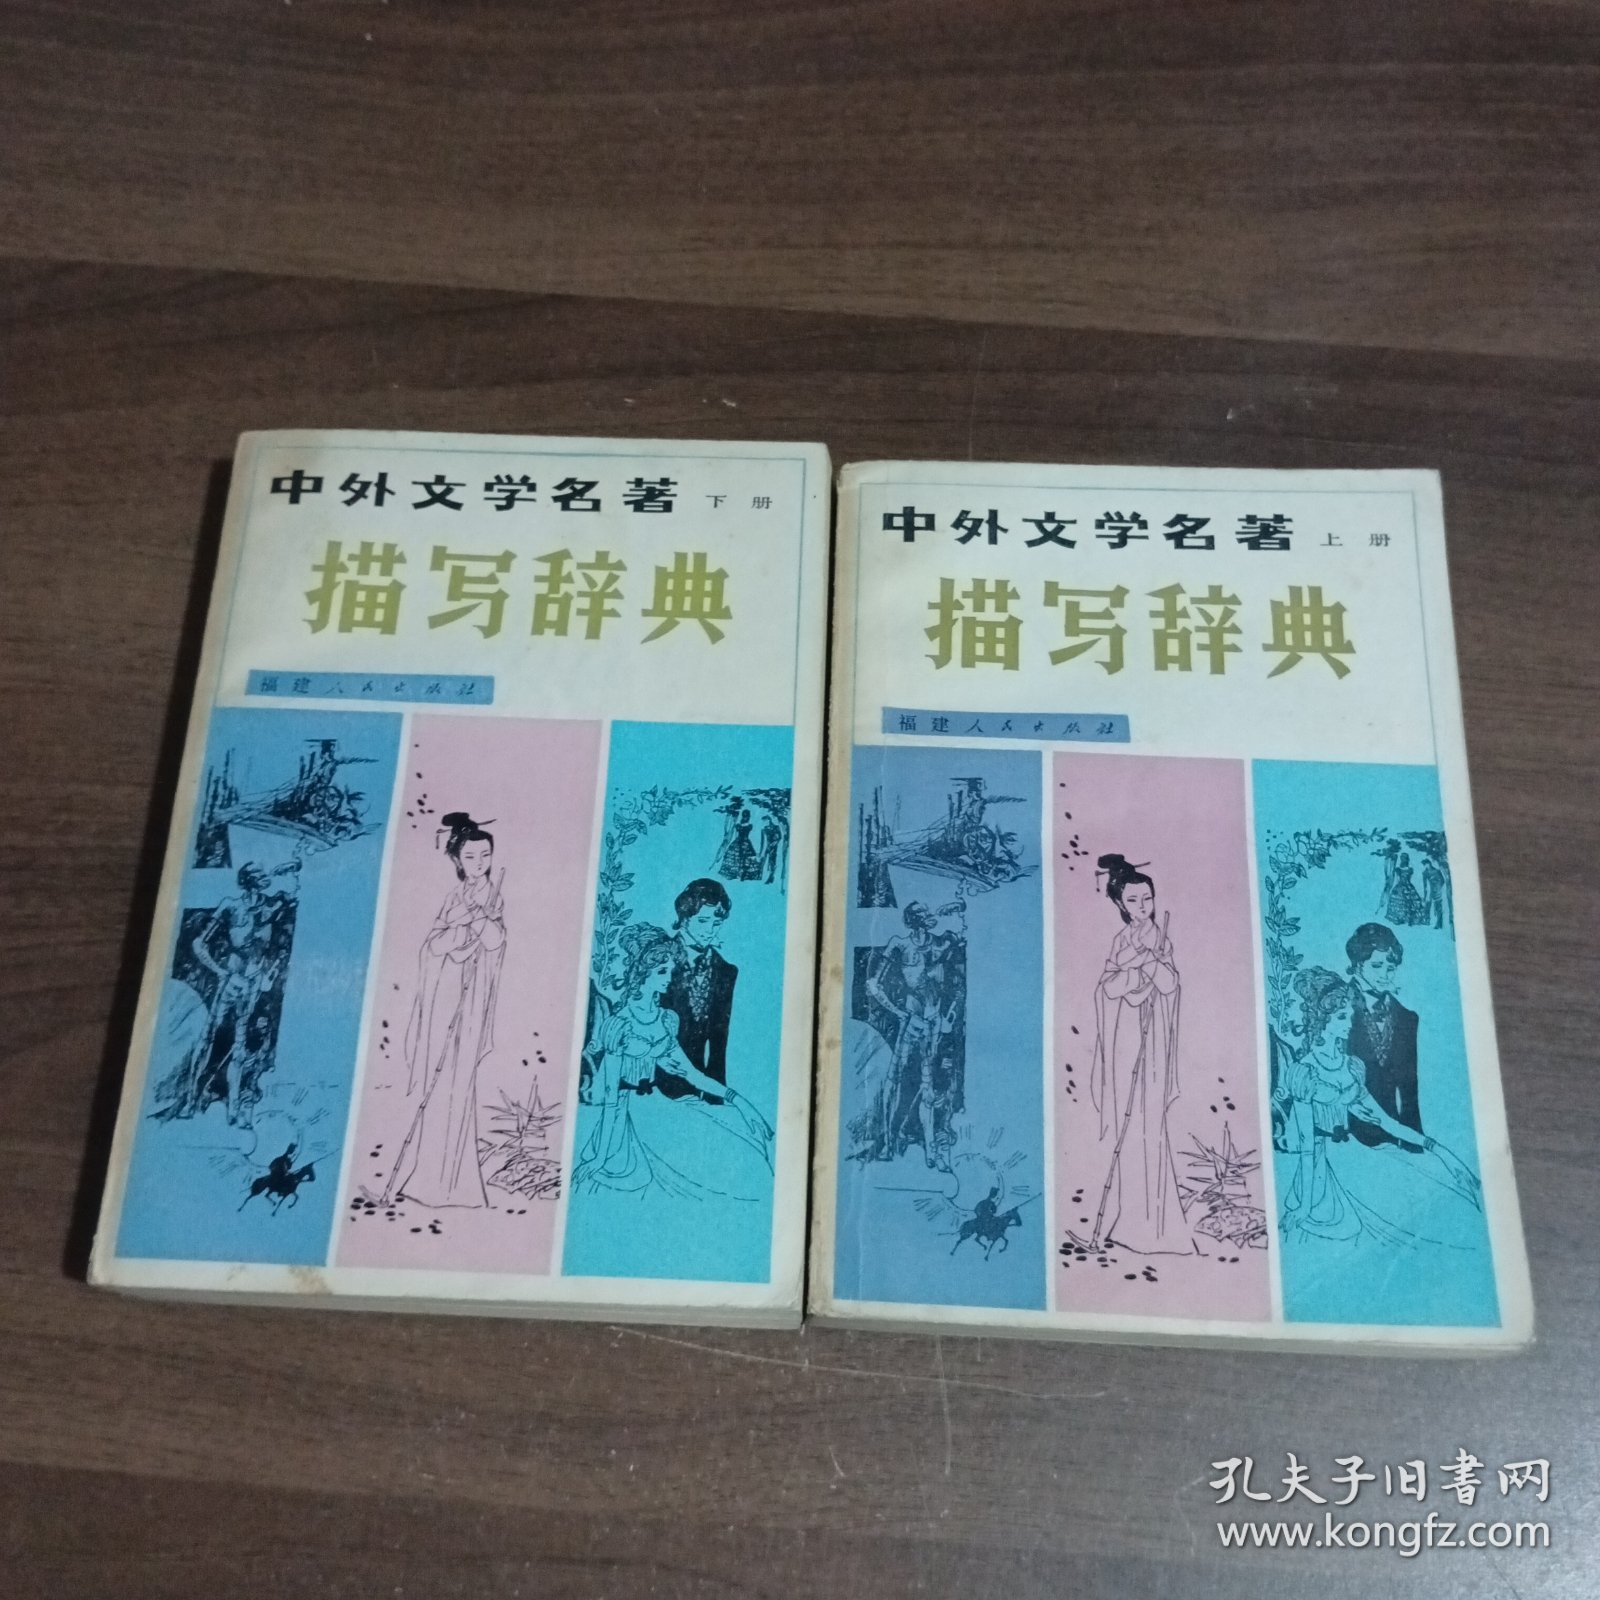 中外文学名著 下册
描写辞典
福建人民出版社
中外文学名著 上册
描写辞典
福建人民出版社
孔夫子旧书网
www.kongfz.com